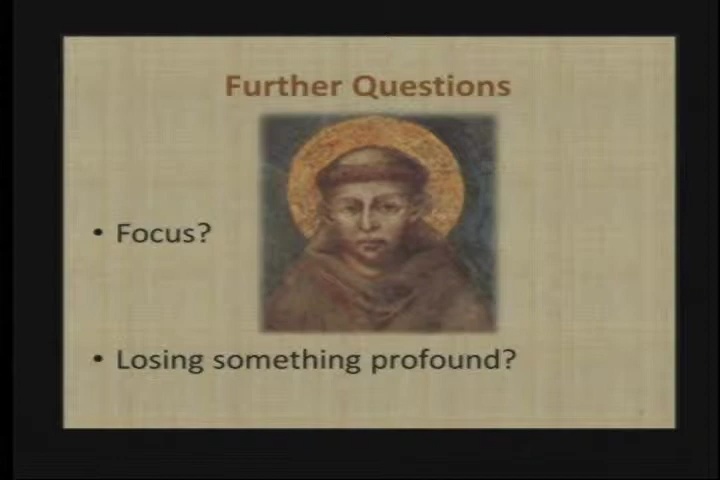 Further Questions
• Focus?
• Losing something profound?